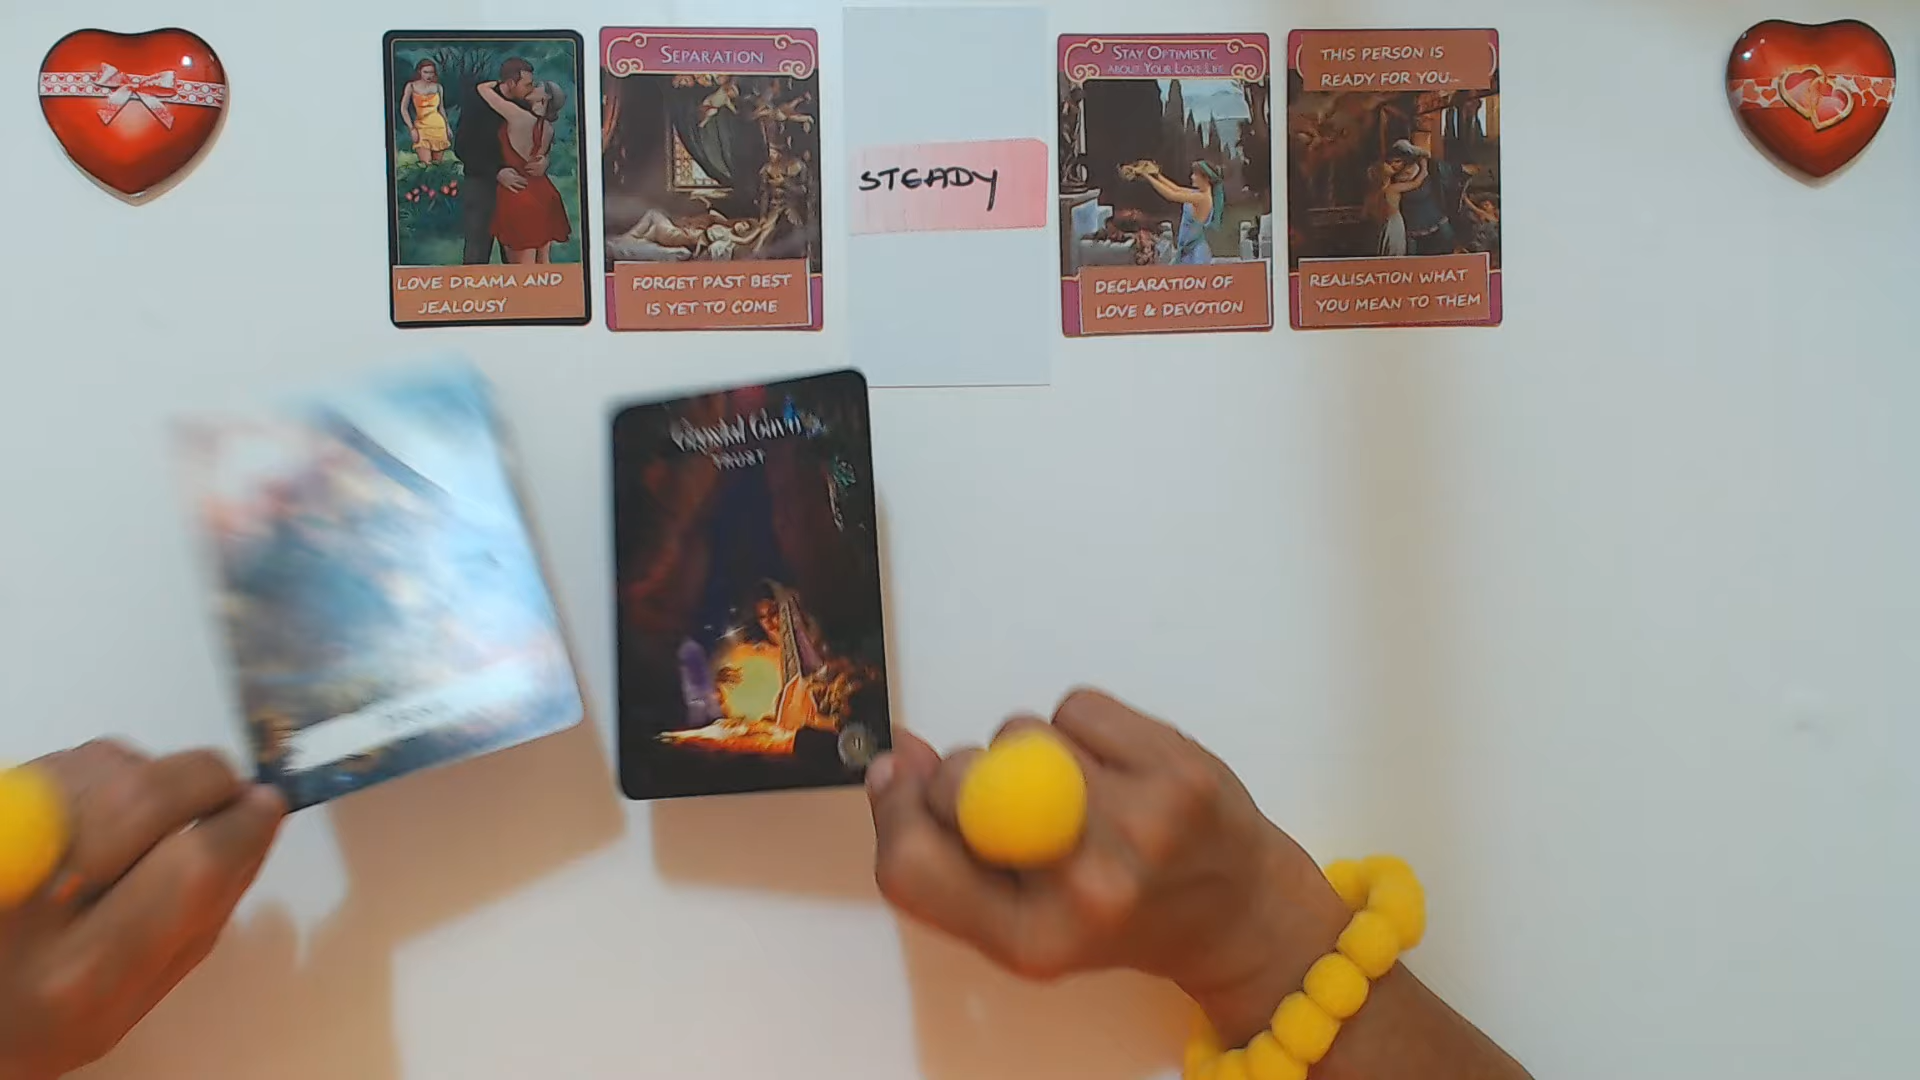 LOVE DRAMA AND
JEALOUSY
SEPARATION
FORGET PAST BEST
IS YET TO COME
STEADY
STAY OPTIMISTIC
ABOUT YOUR LOVE LIFE
DECLARATION OF
LOVE & DEVOTION
THIS PERSON IS
READY FOR YOU...
REALISATION WHAT
YOU MEAN TO THEM
TRUST